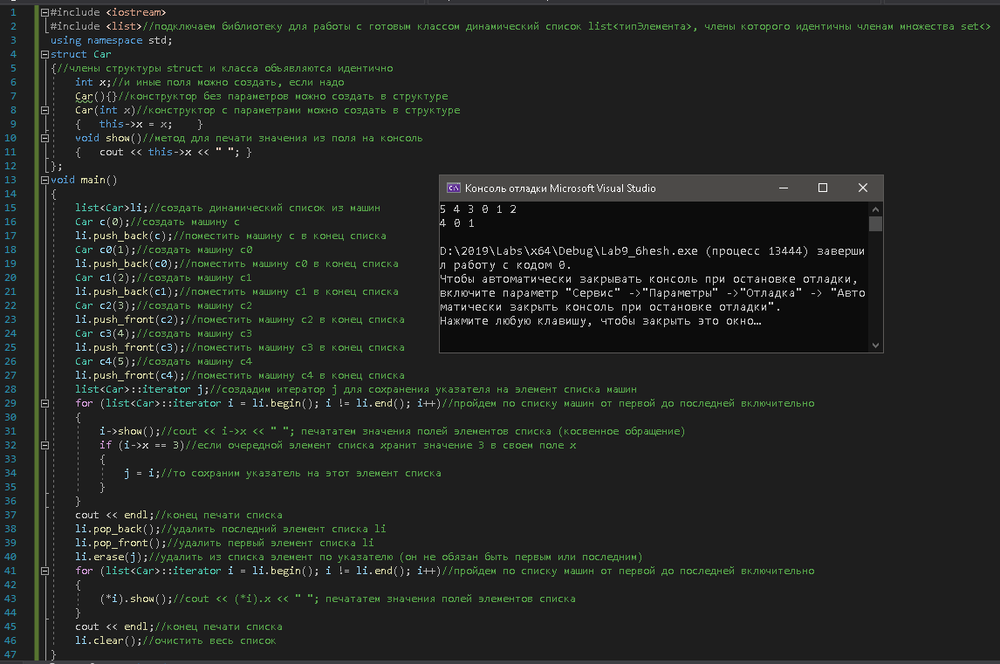 1 #include <iostream>
2 #include <list>//подключаем библиотеку для работы с готовым классом динамический список list<типЭлемента>, члены которого идентичны членам множества set<>
3 using namespace std;
4 struct Car
5 {//члены структуры struct и класса объявляются идентично
6 int x;//и иные поля можно создать, если надо
7 Car(){}//конструктор без параметров можно создать в структуре
8 Car(int x)//конструктор с параметрами можно создать в структуре
9 { this->x = x; }
10 void show()//метод для печати значения из поля на консоль
11 { cout << this->x << " "; }
12 };
13 void main()
14 {
15 list<Car>li;//создать динамический список из машин
16 Car c(0);//создать машину c
17 li.push_back(c);//поместить машину c в конец списка
18 Car c0(1);//создать машину c0
19 li.push_back(c0);//поместить машину c0 в конец списка
20 Car c1(2);//создать машину c1
21 li.push_back(c1);//поместить машину c1 в конец списка
22 Car c2(3);//создать машину c2
23 li.push_front(c2);//поместить машину c2 в конец списка
24 Car c3(4);//создать машину c3
25 li.push_front(c3);//поместить машину c3 в конец списка
26 Car c4(5);//создать машину c4
27 li.push_front(c4);//поместить машину c4 в конец списка
28 list<Car>::iterator j;//создадим итератор j для сохранения указателя на элемент списка машин
29 for (list<Car>::iterator i = li.begin(); i != li.end(); i++)//пройдем по списку машин от первой до последней включительно
30 {
31 i->show();//cout << i->x << " "; печататем значения полей элементов списка (косвенное обращение)
32 if (i->x == 3)//если очередной элемент списка хранит значение 3 в своем поле x
33 {
34 j = i;//то сохраним указатель на этот элемент списка
35 }
36 }
37 cout << endl;//конец печати списка
38 li.pop_back();//удалить последний элемент списка li
39 li.pop_front();//удалить первый элемент списка li
40 li.erase(j);//удалить из списка элемент по указателю (он не обязан быть первым или последним)
41 for (list<Car>::iterator i = li.begin(); i != li.end(); i++)//пройдем по списку машин от первой до последней включительно
42 {
43 (*i).show();//cout << (*i).x << " "; печататем значения полей элементов списка
44 }
45 cout << endl;//конец печати списка
46 li.clear();//очистить весь список
47 }
Консоль отладки Microsoft Visual Studio
5 4 3 0 1 2
4 0 1
D:\2019\Labs\x64\Debug\Lab9_6hesh.exe (процесс 13444) заверши
л работу с кодом 0.
Чтобы автоматически закрывать консоль при остановке отладки,
включите параметр "Сервис" ->"Параметры" ->"Отладка" -> "Авто
матически закрыть консоль при остановке отладки".
Нажмите любую клавишу, чтобы закрыть это окно…